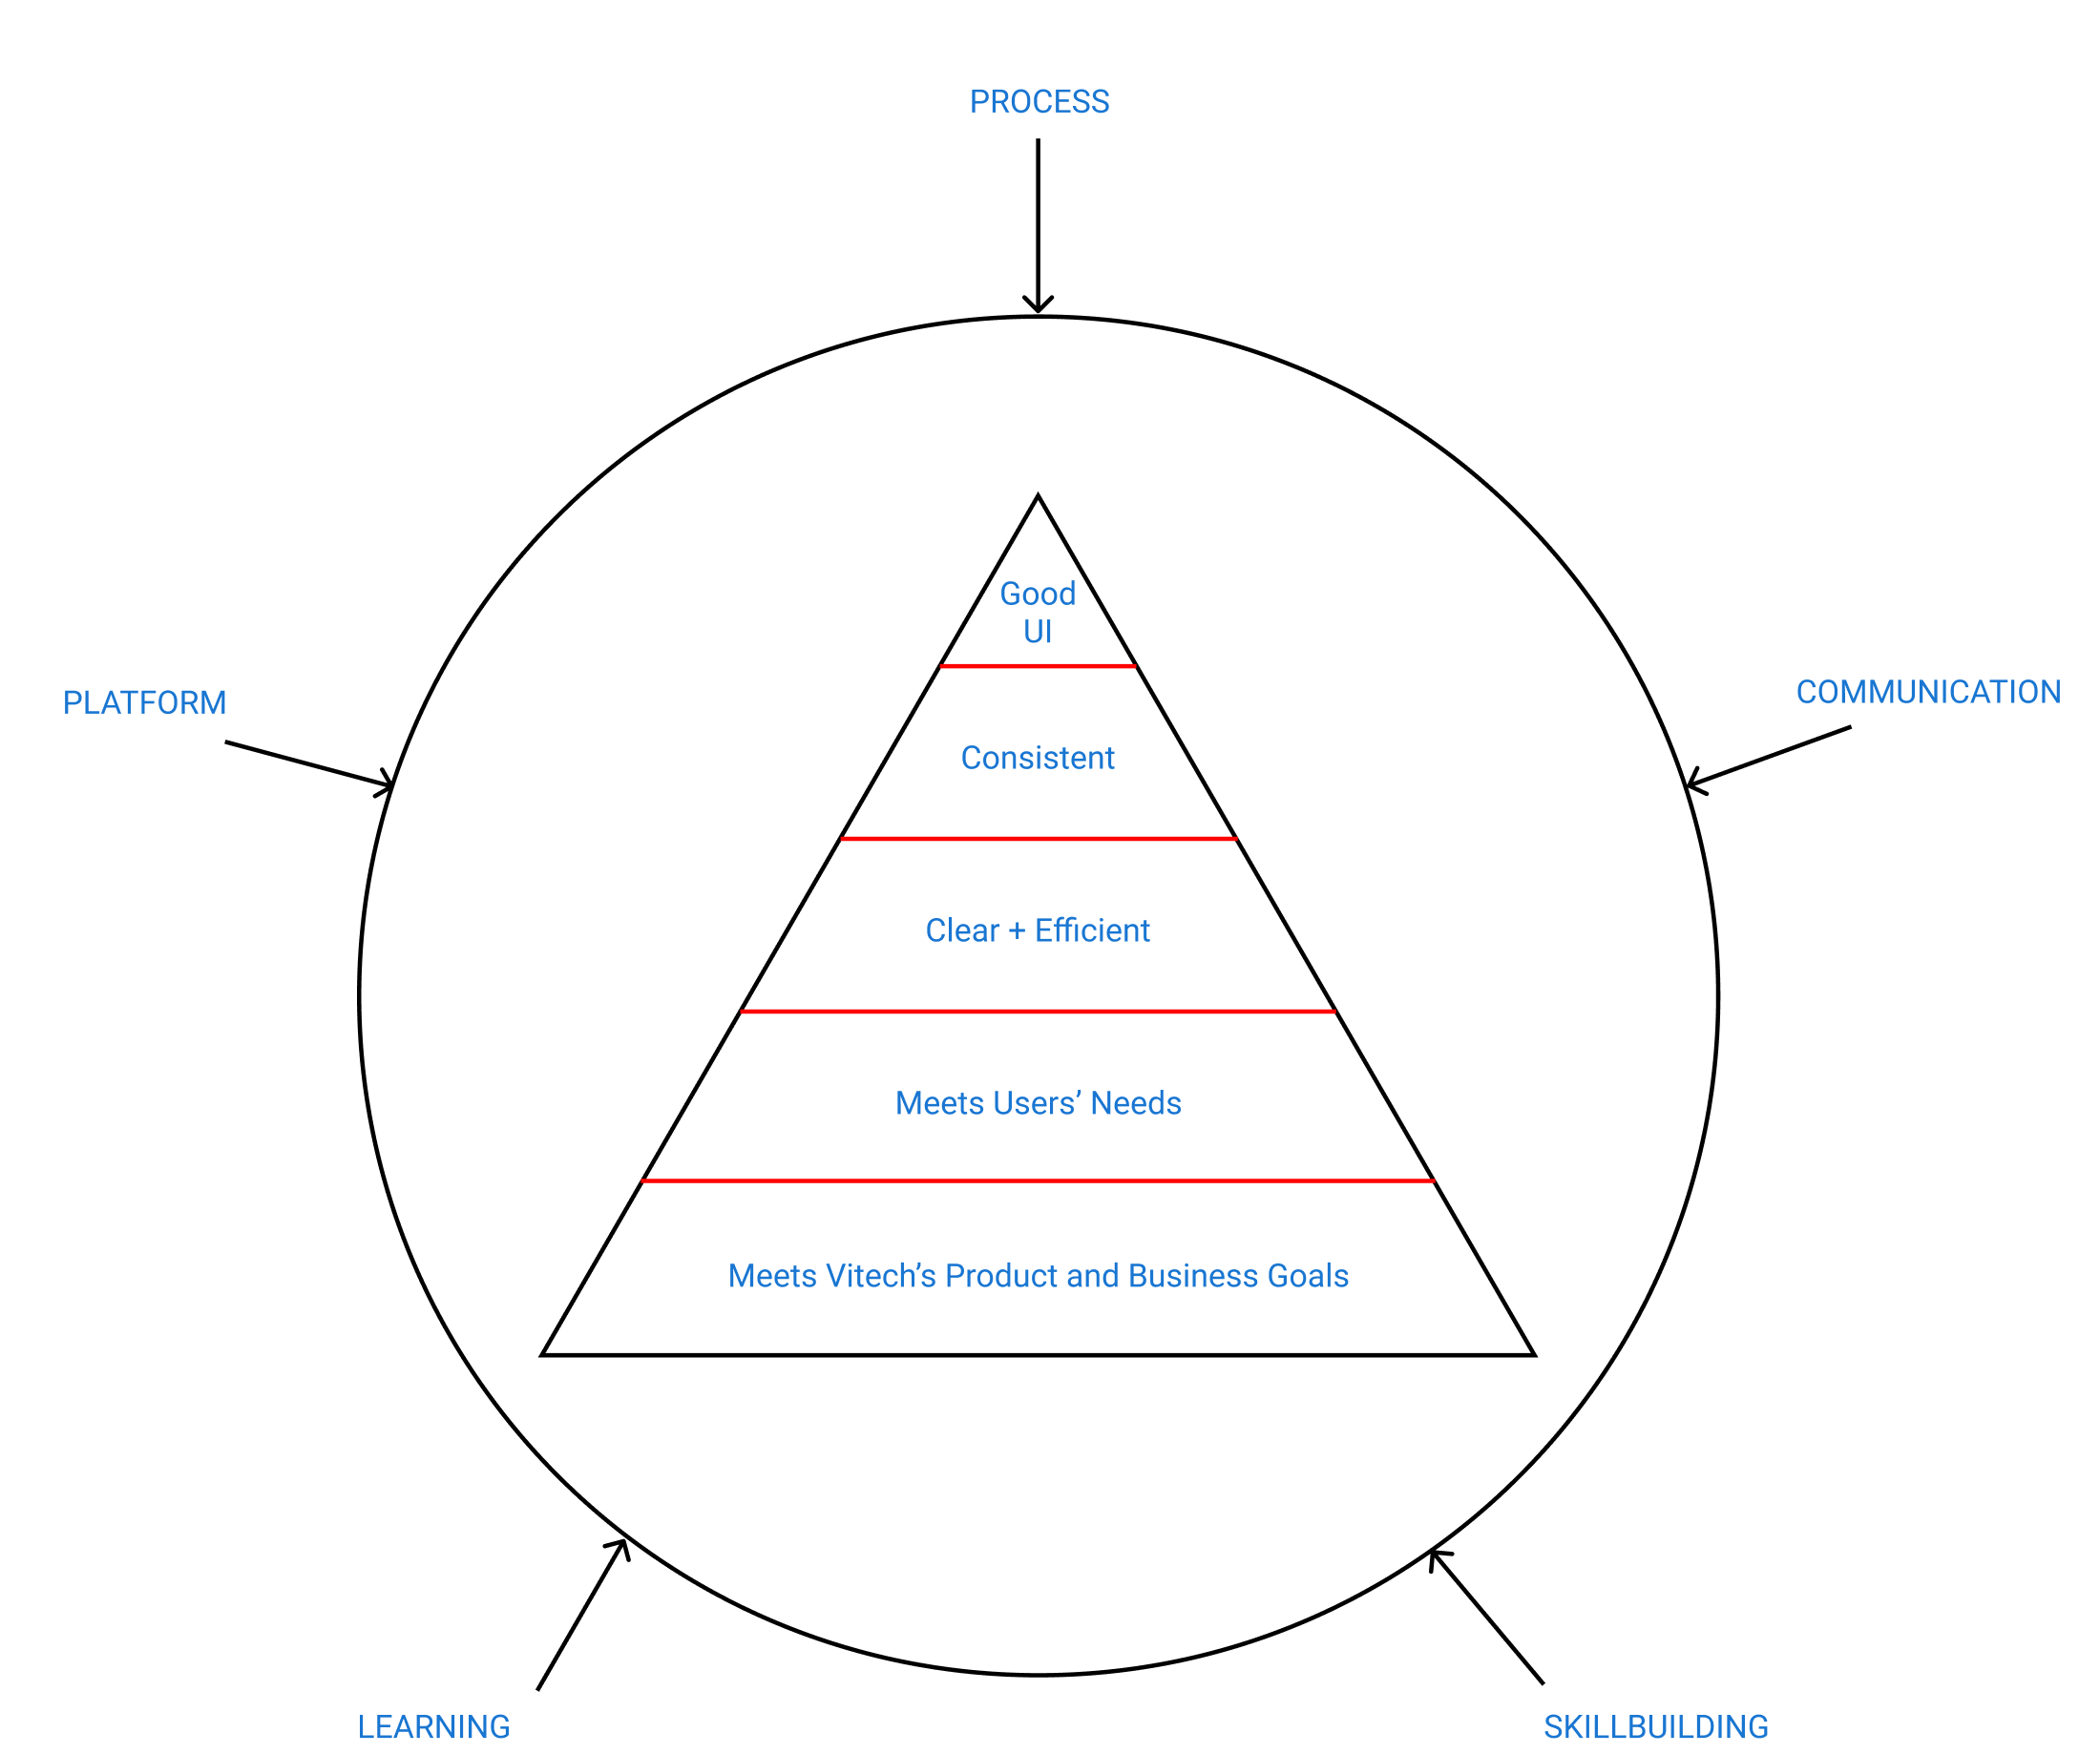 PROCESS
Good
UI
PLATFORM
COMMUNICATION
Consistent
Clear + Efficient
Meets Users’ Needs
Meets Vitech’s Product and Business Goals
LEARNING
SKILLBUILDING